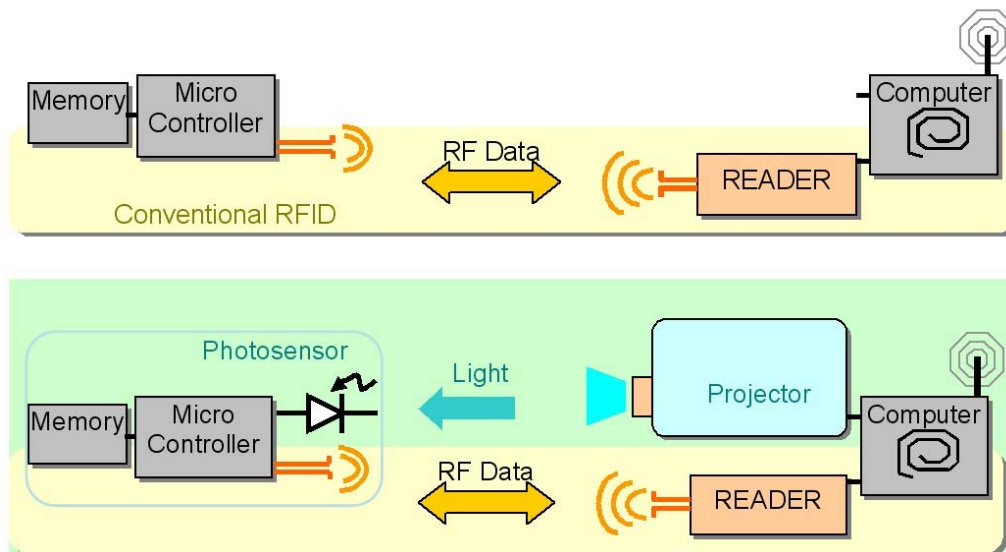 Memory
Micro
Controller
RF Data
READER
Computer
Conventional RFID
Photosensor
Light
Projector
Memory
Micro
Controller
RF Data
READER
Computer